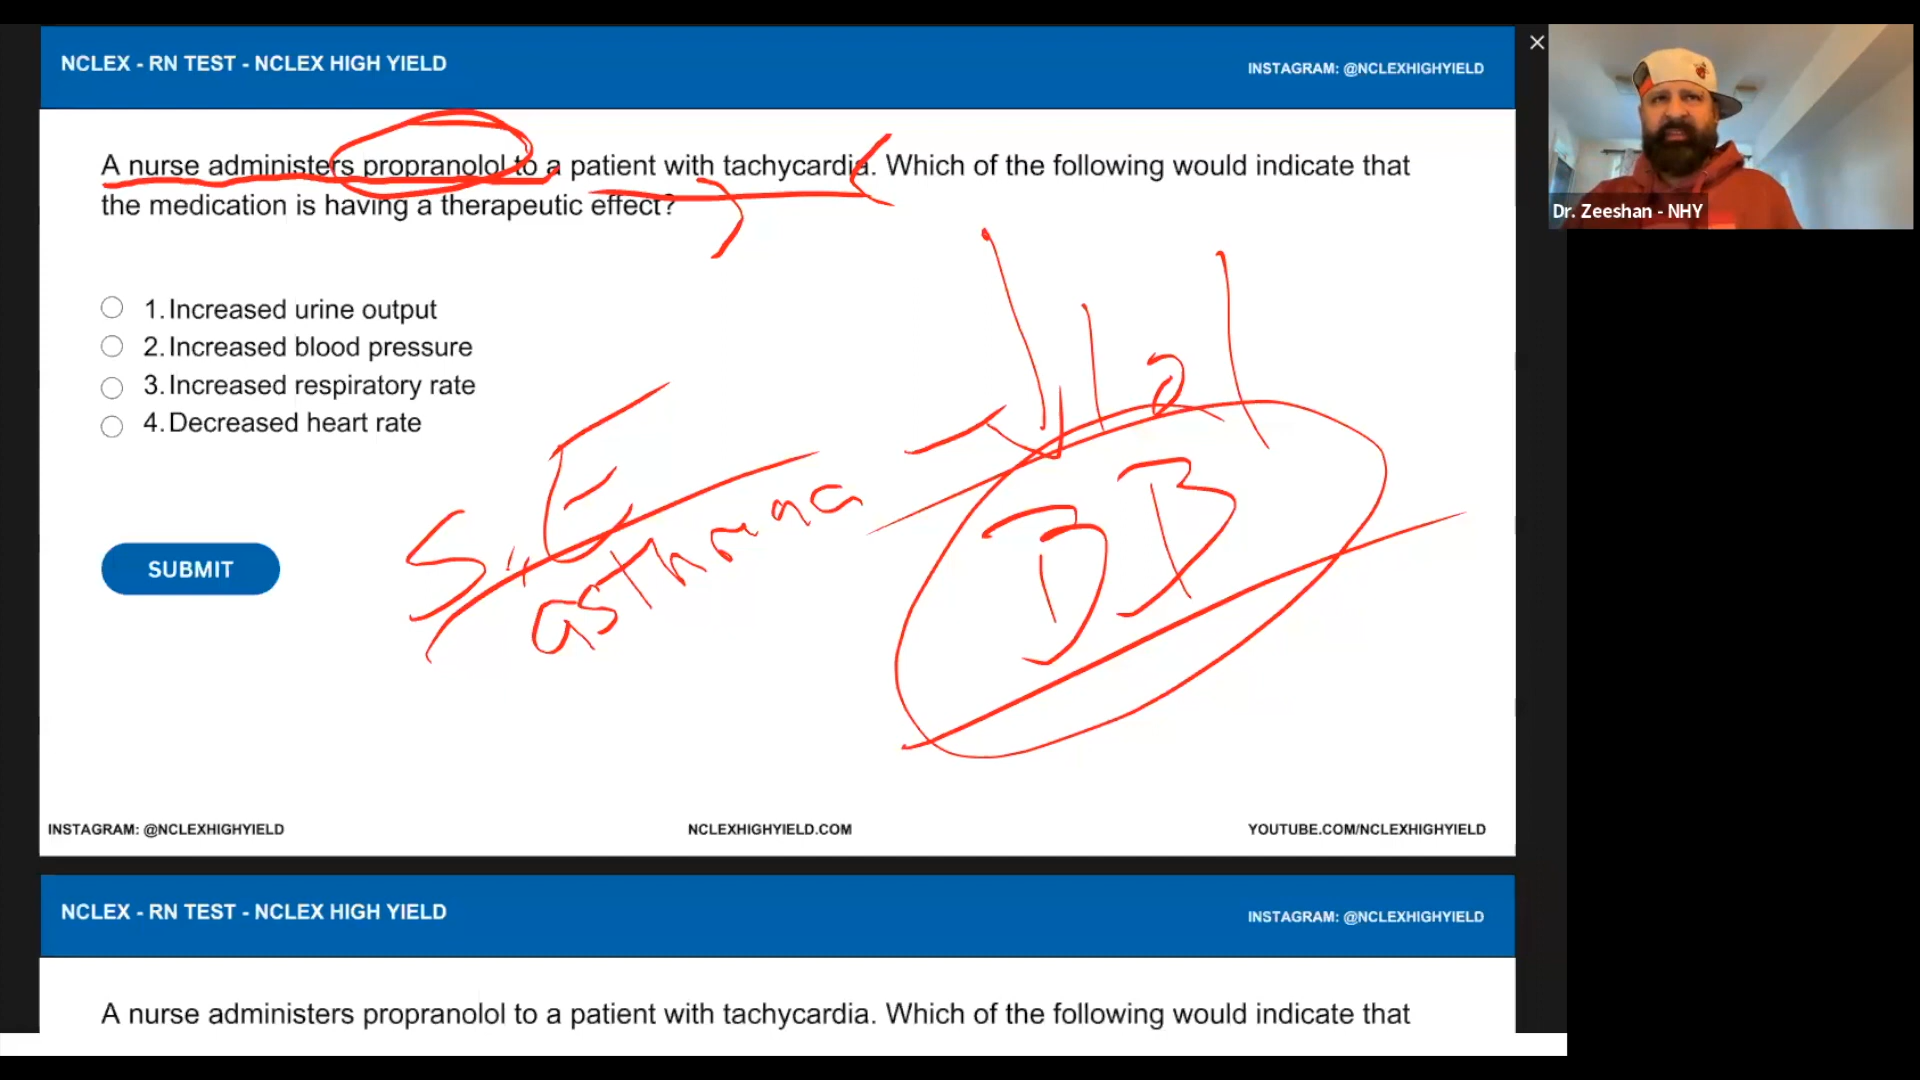 NCLEX - RN TEST - NCLEX HIGH YIELD
INSTAGRAM: @NCLEXHIGHYIELD
A nurse administers propranolol to a patient with tachycardia. Which of the following would indicate that
the medication is having a therapeutic effect?
1. Increased urine output
2. Increased blood pressure
3. Increased respiratory rate
4. Decreased heart rate
SUBMIT
S.E
asthma
BB
INSTAGRAM: @NCLEXHIGHYIELD
NCLEXHIGHYIELD.COM
YOUTUBE.COM/NCLEXHIGHYIELD
NCLEX - RN TEST - NCLEX HIGH YIELD
INSTAGRAM: @NCLEXHIGHYIELD
A nurse administers propranolol to a patient with tachycardia. Which of the following would indicate that
Dr. Zeeshan - NHY